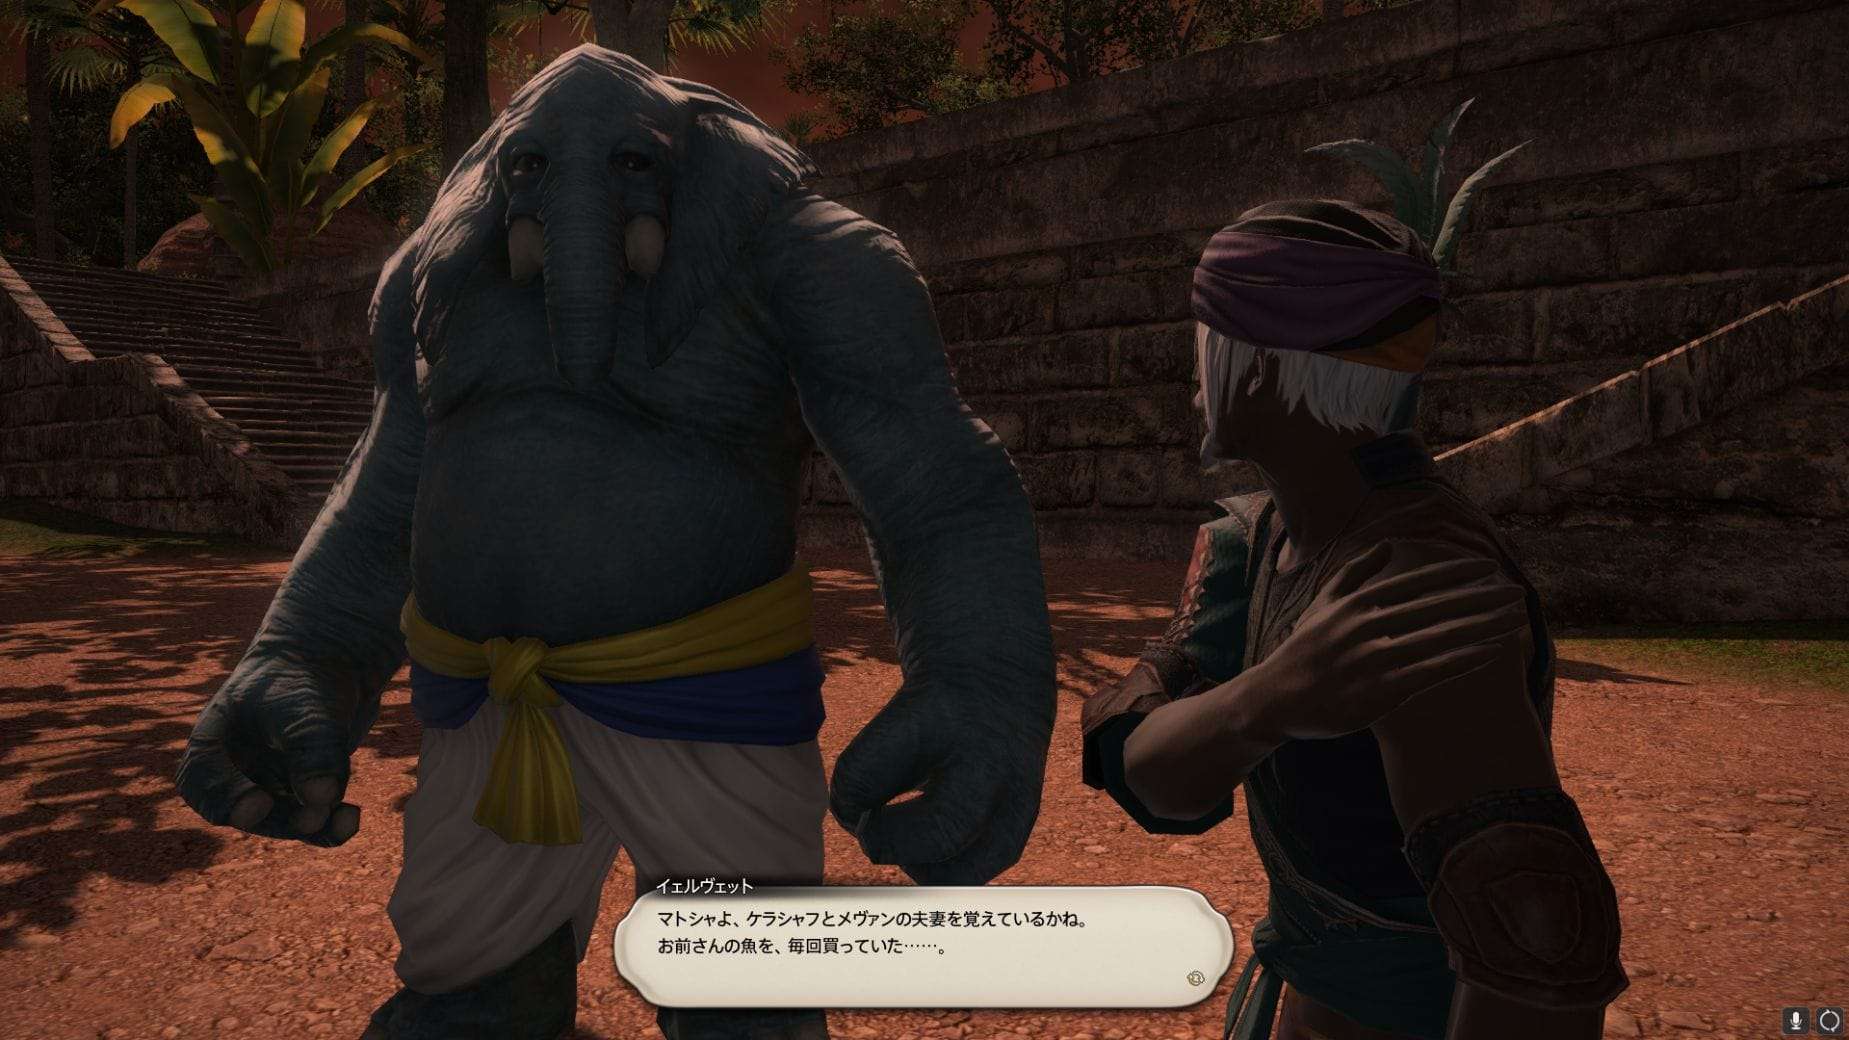 イェルヴェット
マトシャよ、ケラシャフとメヴァンの夫妻を覚えているかね。
お前さんの魚を、毎回買っていた……。